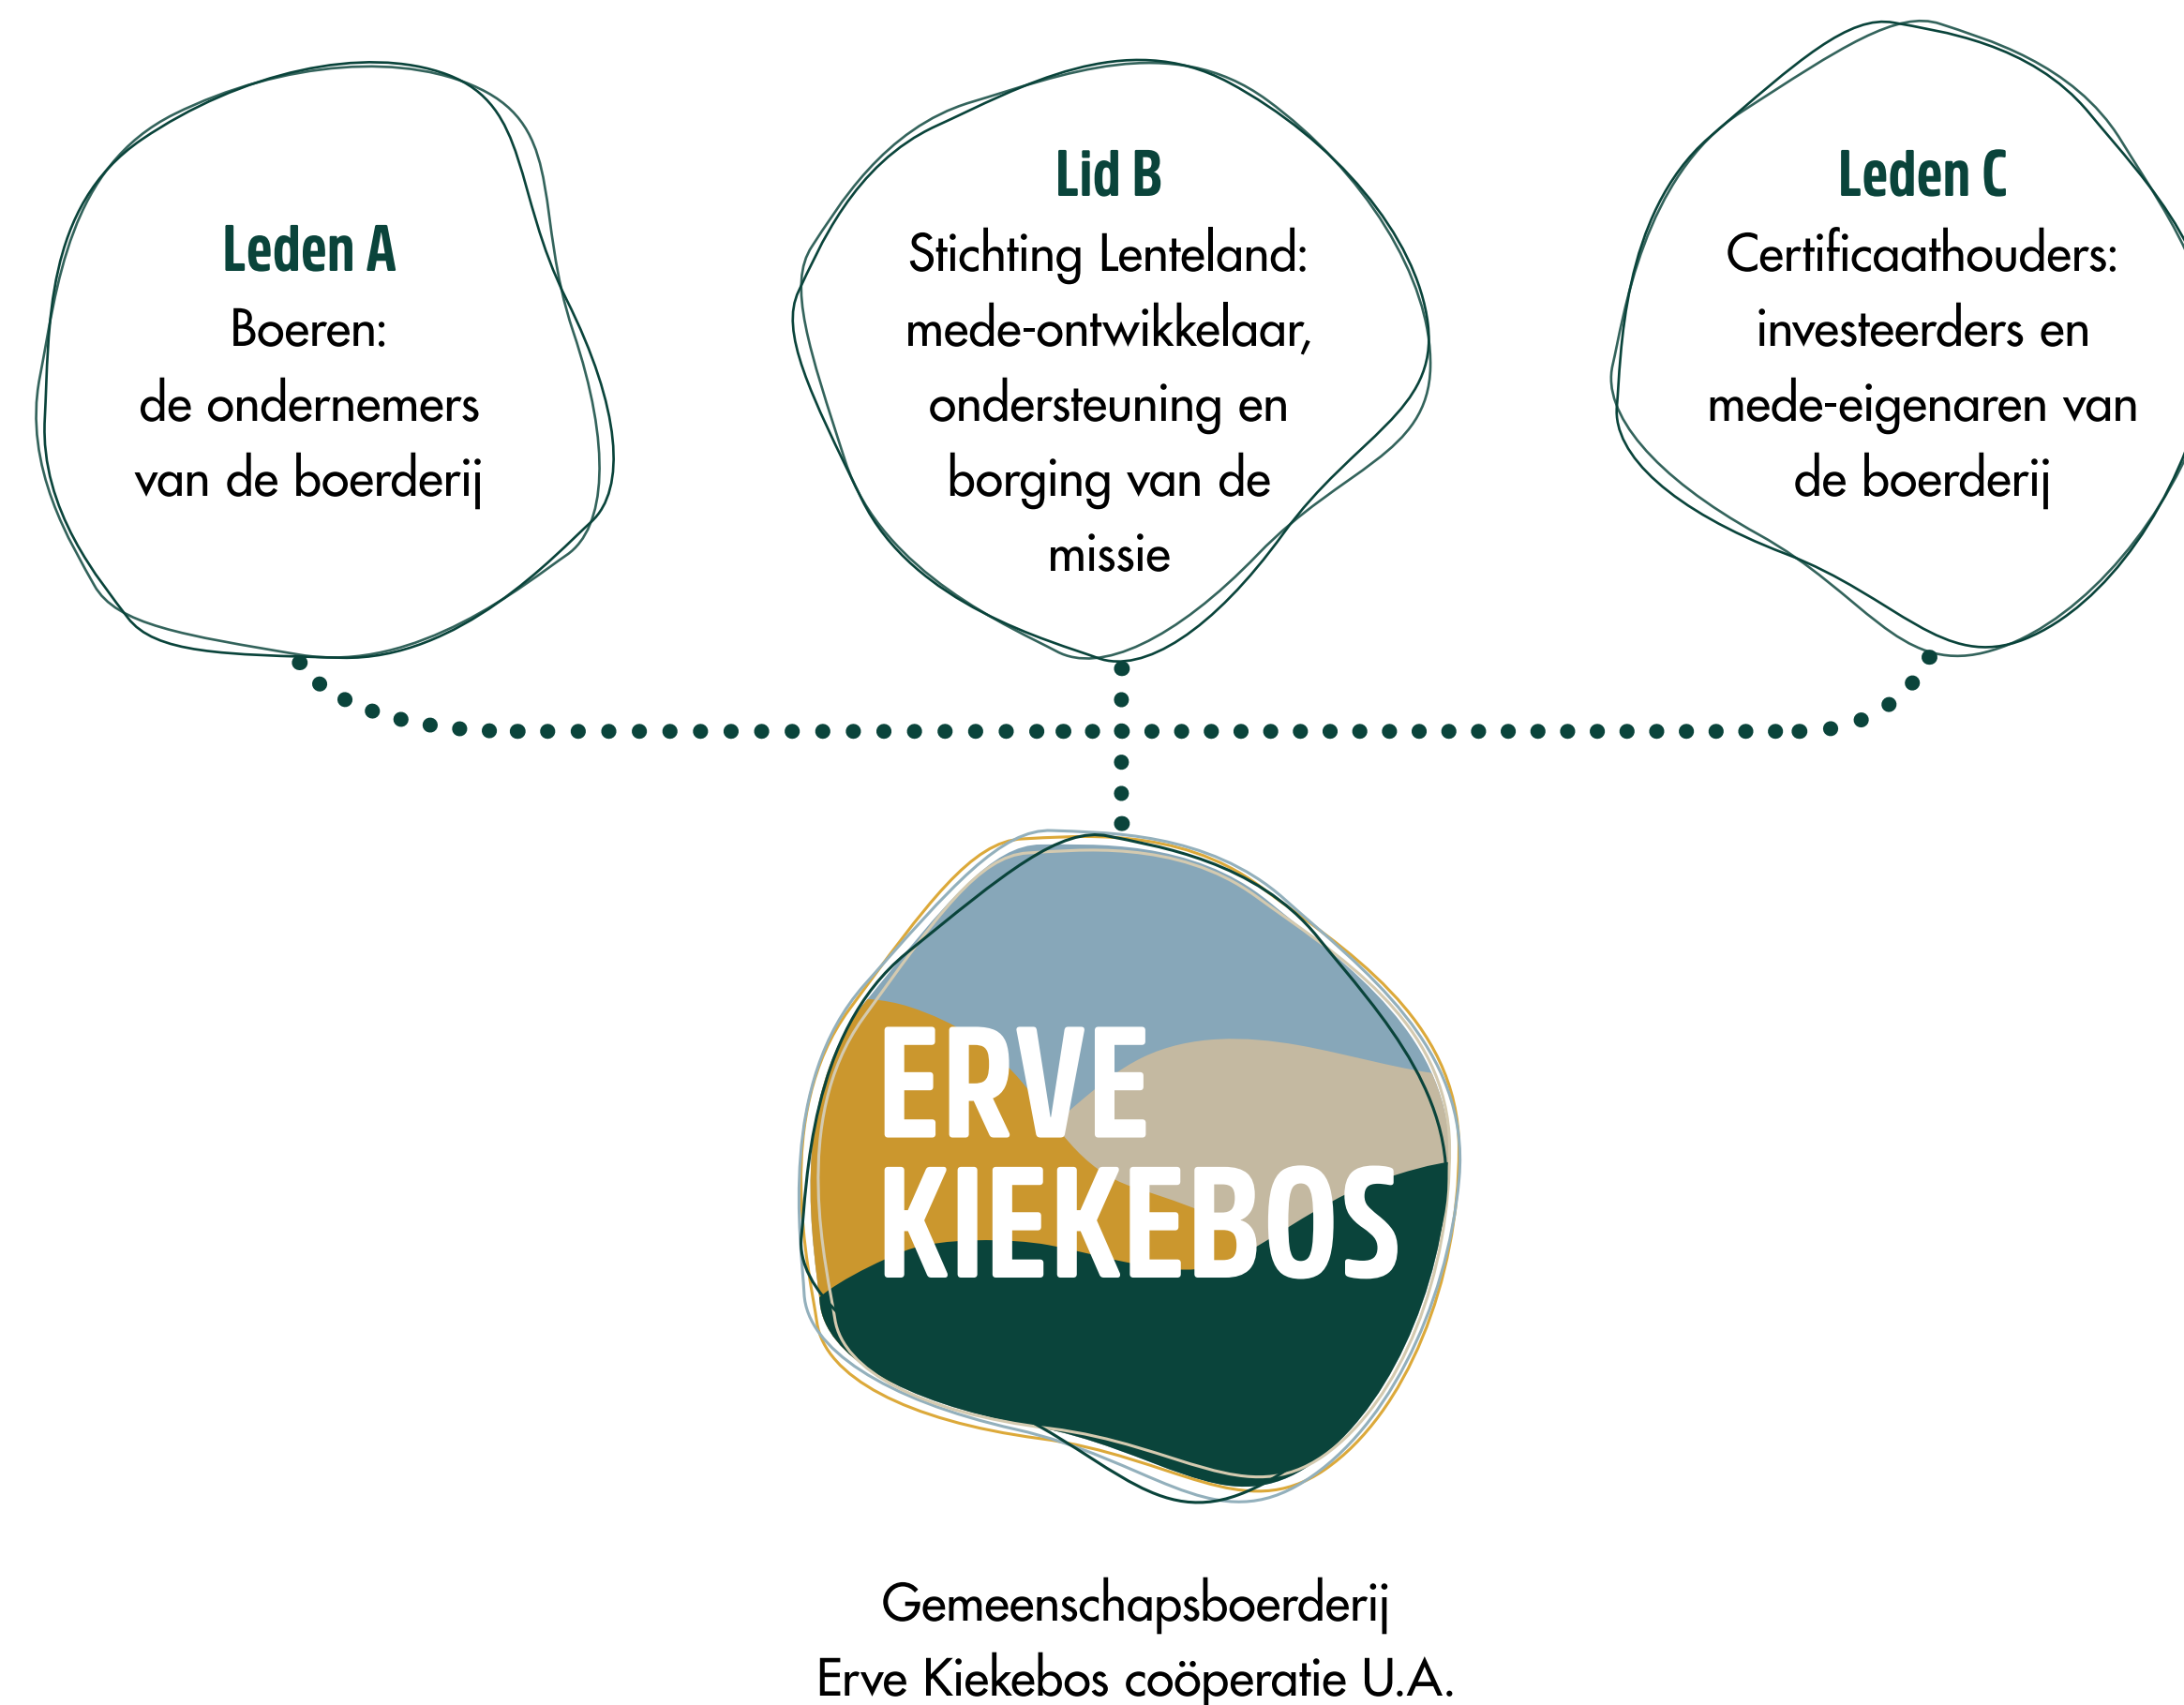 Leden A
Boeren:
de ondernemers
van de boerderij
Lid B
Stichting Lenteland:
mede-ontwikkelaar,
ondersteuning en
borging van de
missie
Leden C
Certificaathouders:
investeerders en
mede-eigenaren van
de boerderij
ERVE
KIEKEBOS
Gemeenschapsboerderij
Erve Kiekebos coöperatie U.A.